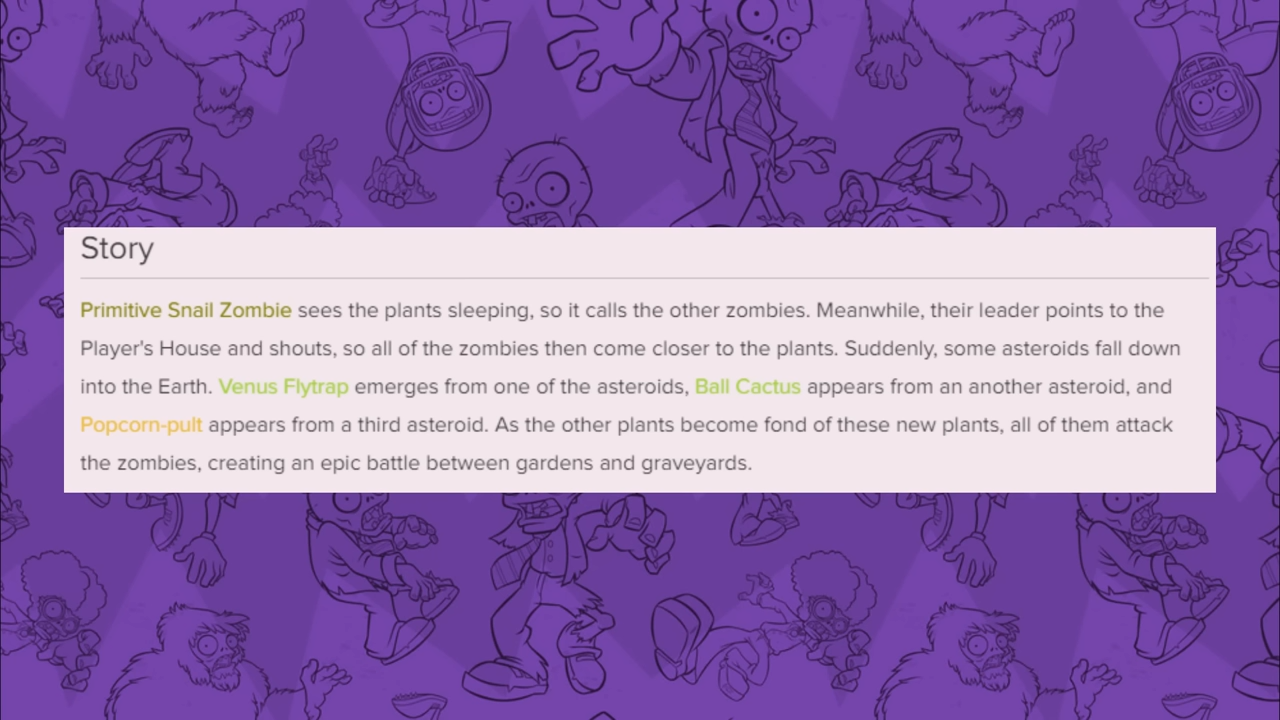 Story
Primitive Snail Zombie sees the plants sleeping, so it calls the other zombies. Meanwhile, their leader points to the
Player's House and shouts, so all of the zombies then come closer to the plants. Suddenly, some asteroids fall down
into the Earth. Venus Flytrap emerges from one of the asteroids, Ball Cactus appears from an another asteroid, and
Popcorn-pult appears from a third asteroid. As the other plants become fond of these new plants, all of them attack
the zombies, creating an epic battle between gardens and graveyards.